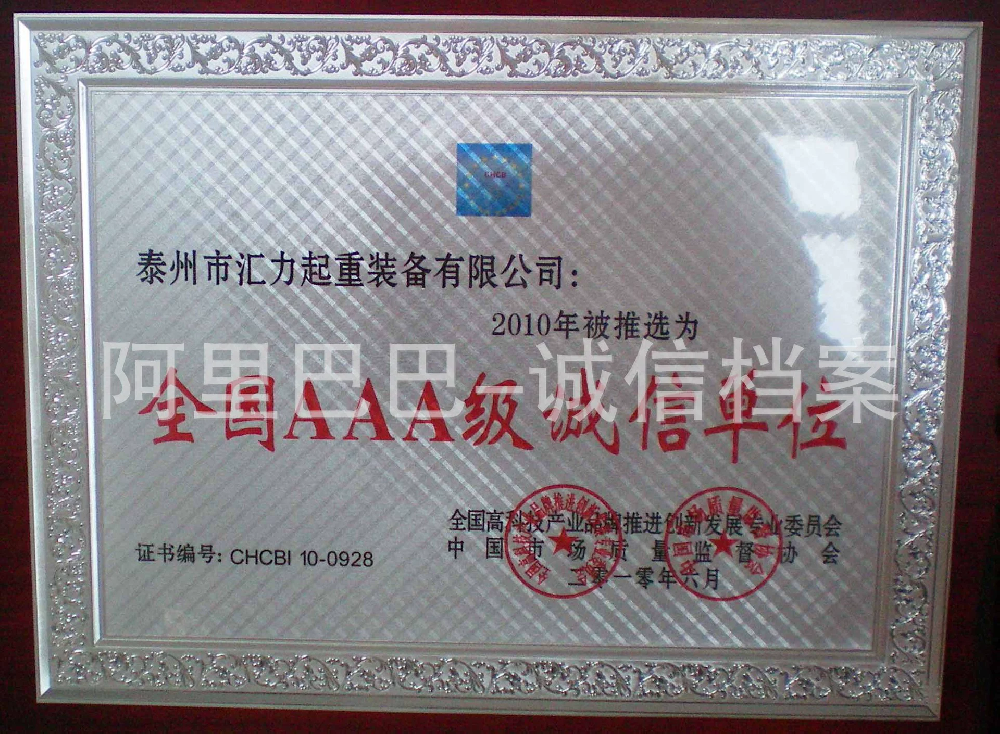 CHCB
泰州市汇力起重装备有限公司：
2010年被推选为
阿里巴巴-诚信档案
全国AAA级诚信单位
全国高科技产业品牌推进创新发展专业委员会
证书编号：CHCBI 10-0928
中国市场质量监督协会
二零一零年六月